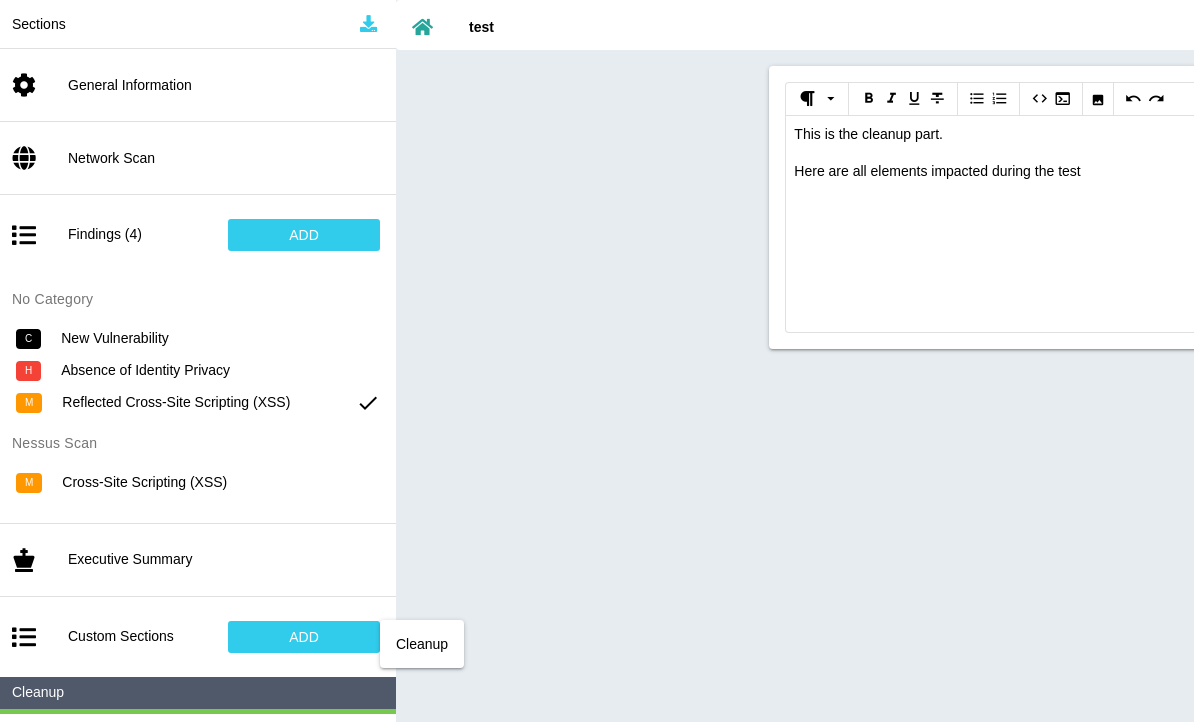 Sections
test
General Information
Network Scan
Findings (4)
ADD
No Category
C New Vulnerability
H Absence of Identity Privacy
M Reflected Cross-Site Scripting (XSS)
Nessus Scan
M Cross-Site Scripting (XSS)
Executive Summary
Custom Sections
ADD
Cleanup
Cleanup
This is the cleanup part.
Here are all elements impacted during the test